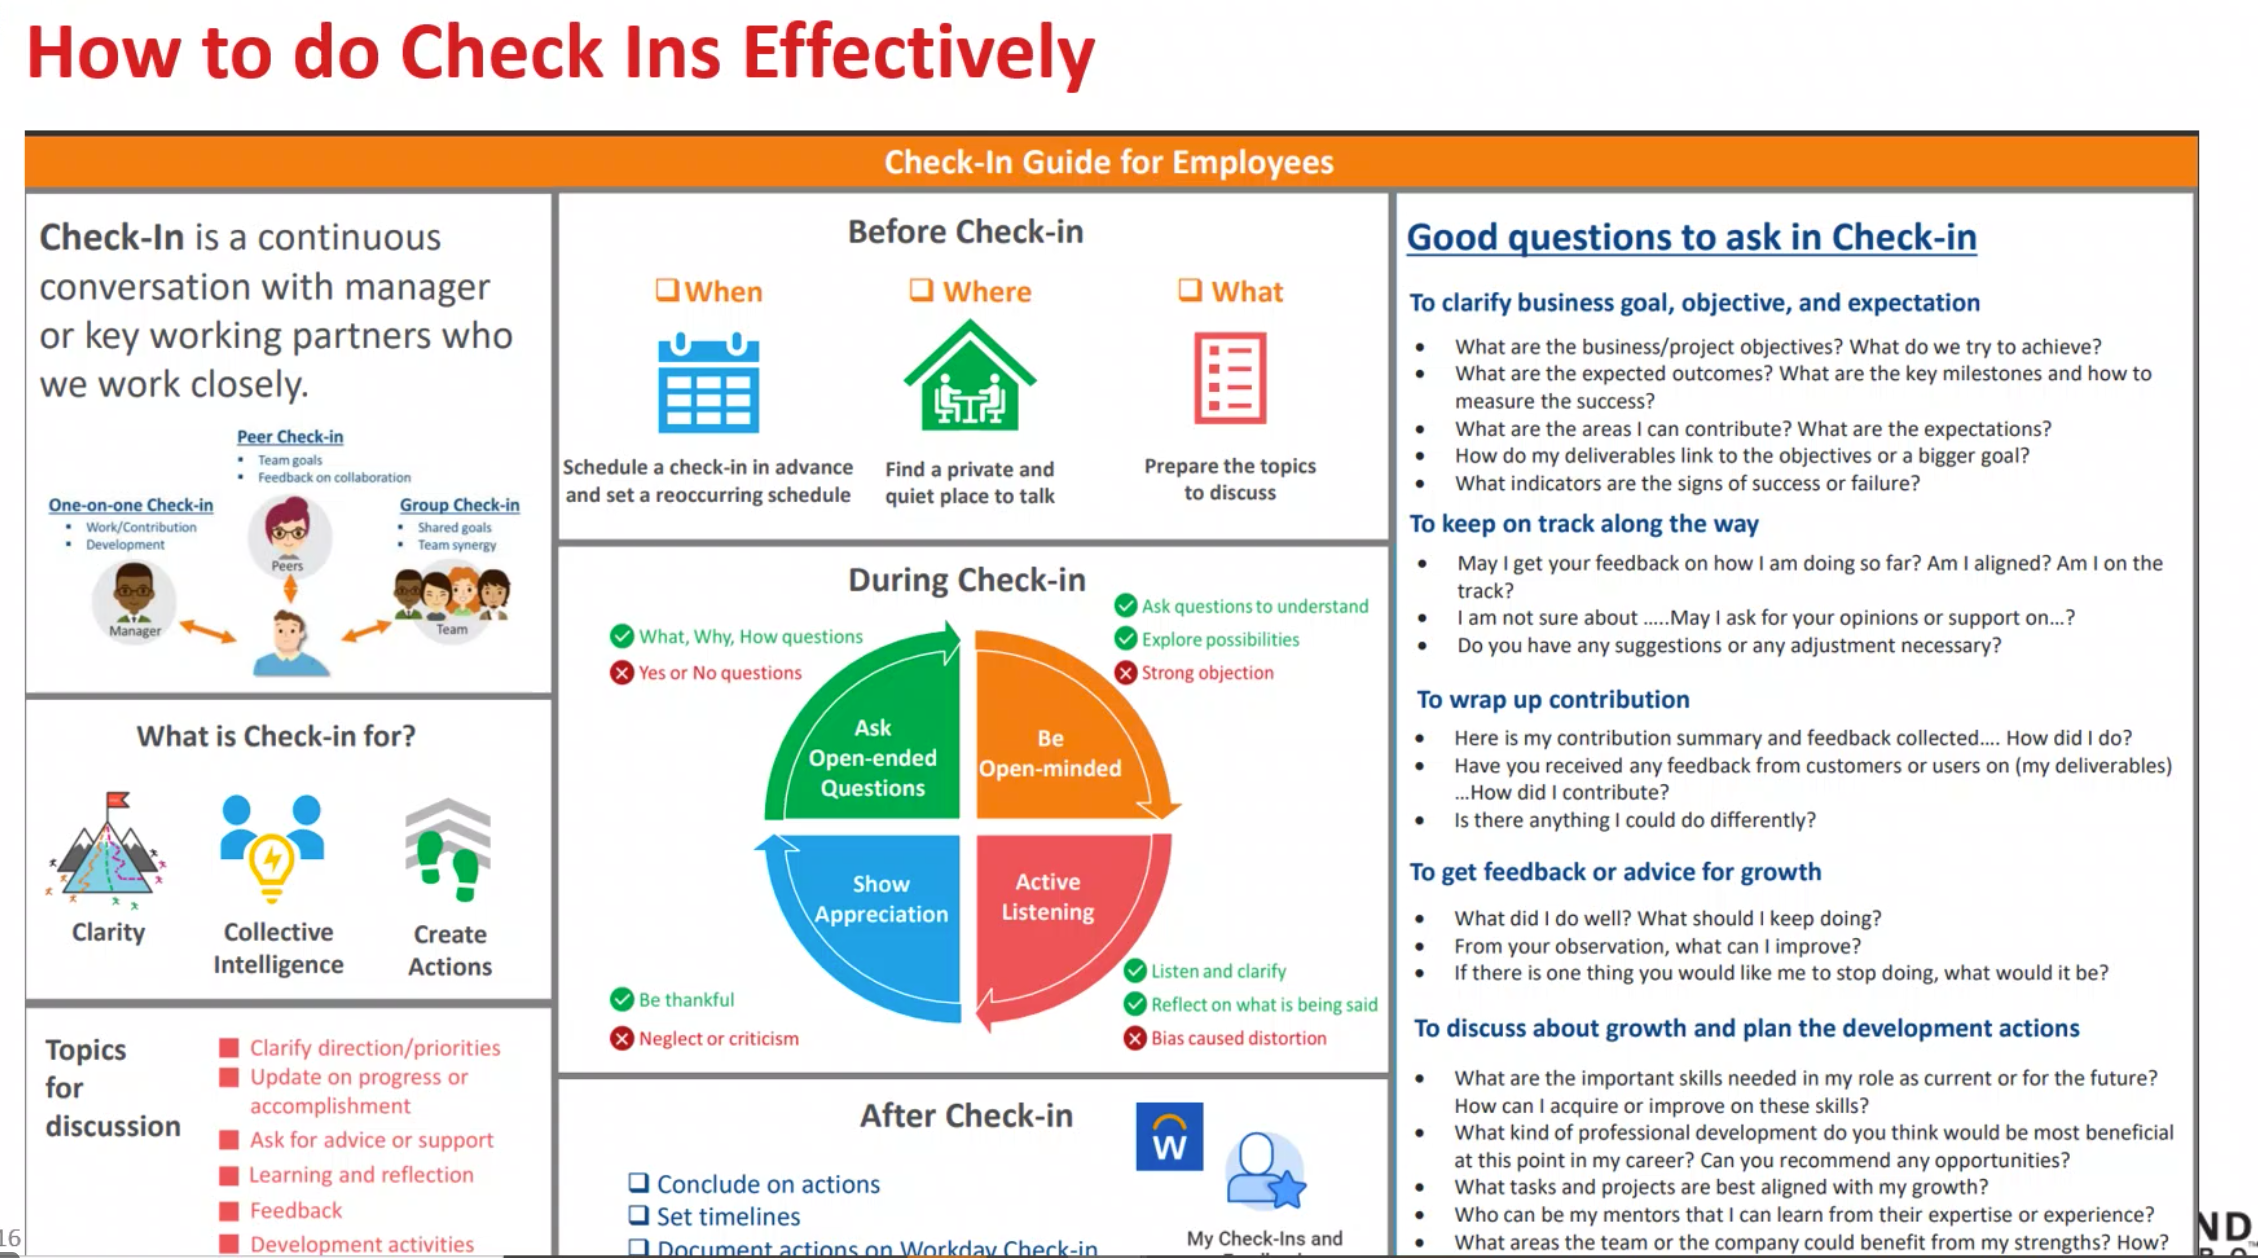 How to do Check Ins Effectively
Check-In Guide for Employees
Check-In is a continuous
conversation with manager
or key working partners who
we work closely.
Peer Check-in
▪ Team goals
▪ Feedback on collaboration
One-on-one Check-in
▪ Work/Contribution
▪ Development
Group Check-in
▪ Shared goals
▪ Team synergy
Peers
Manager
Team
What is Check-in for?
Clarity
Collective
Intelligence
Create
Actions
Topics
for
discussion
Clarify direction/priorities
Update on progress or
accomplishment
Ask for advice or support
Learning and reflection
Feedback
Development activities
Before Check-in
❑ When
❑ Where
❑ What
Schedule a check-in in advance
and set a reoccurring schedule
Find a private and
quiet place to talk
Prepare the topics
to discuss
During Check-in
What, Why, How questions
Yes or No questions
Ask questions to understand
Explore possibilities
Strong objection
Ask
Open-ended
Questions
Be
Open-minded
Show
Appreciation
Active
Listening
Be thankful
Neglect or criticism
Listen and clarify
Reflect on what is being said
Bias caused distortion
After Check-in
W
❑ Conclude on actions
❑ Set timelines
❑ Document actions on Workday Check-in
My Check-Ins and
Good questions to ask in Check-in
To clarify business goal, objective, and expectation
• What are the business/project objectives? What do we try to achieve?
• What are the expected outcomes? What are the key milestones and how to
measure the success?
• What are the areas I can contribute? What are the expectations?
• How do my deliverables link to the objectives or a bigger goal?
• What indicators are the signs of success or failure?
To keep on track along the way
• May I get your feedback on how I am doing so far? Am I aligned? Am I on the
track?
• I am not sure about .....May I ask for your opinions or support on...?
• Do you have any suggestions or any adjustment necessary?
To wrap up contribution
• Here is my contribution summary and feedback collected.... How did I do?
• Have you received any feedback from customers or users on (my deliverables)
...How did I contribute?
• Is there anything I could do differently?
To get feedback or advice for growth
• What did I do well? What should I keep doing?
• From your observation, what can I improve?
• If there is one thing you would like me to stop doing, what would it be?
To discuss about growth and plan the development actions
• What are the important skills needed in my role as current or for the future?
How can I acquire or improve on these skills?
• What kind of professional development do you think would be most beneficial
at this point in my career? Can you recommend any opportunities?
• What tasks and projects are best aligned with my growth?
• Who can be my mentors that I can learn from their expertise or experience?
• What areas the team or the company could benefit from my strengths? How?
16
ND